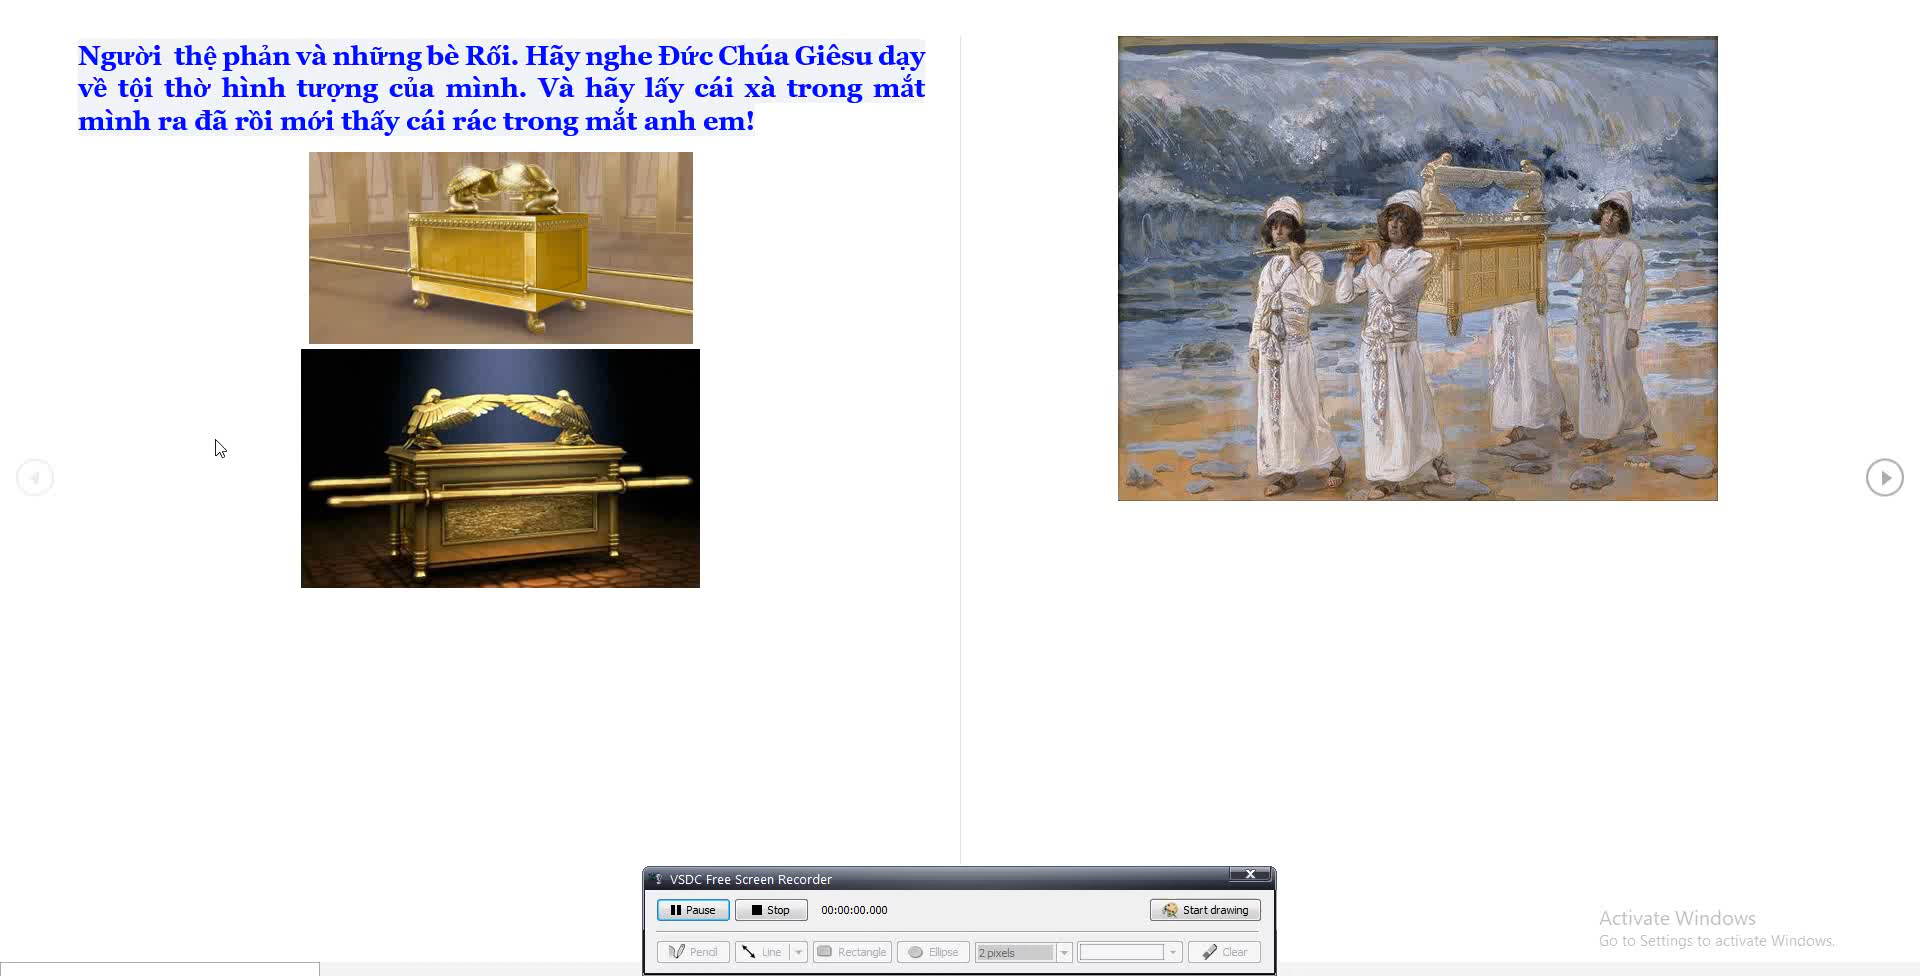 Người thệ phản và những bè Rối. Hãy nghe Đức Chúa Giêsu dạy
về tội thờ hình tượng của mình. Và hãy lấy cái xà trong mắt
mình ra đã rồi mới thấy cái rác trong mắt anh em!
VSDC Free Screen Recorder
Pause Stop 00:00:00.000 Start drawing
Pencil Line Rectangle Ellipse 2 pixels Clear
Activate Windows
Go to Settings to activate Windows.